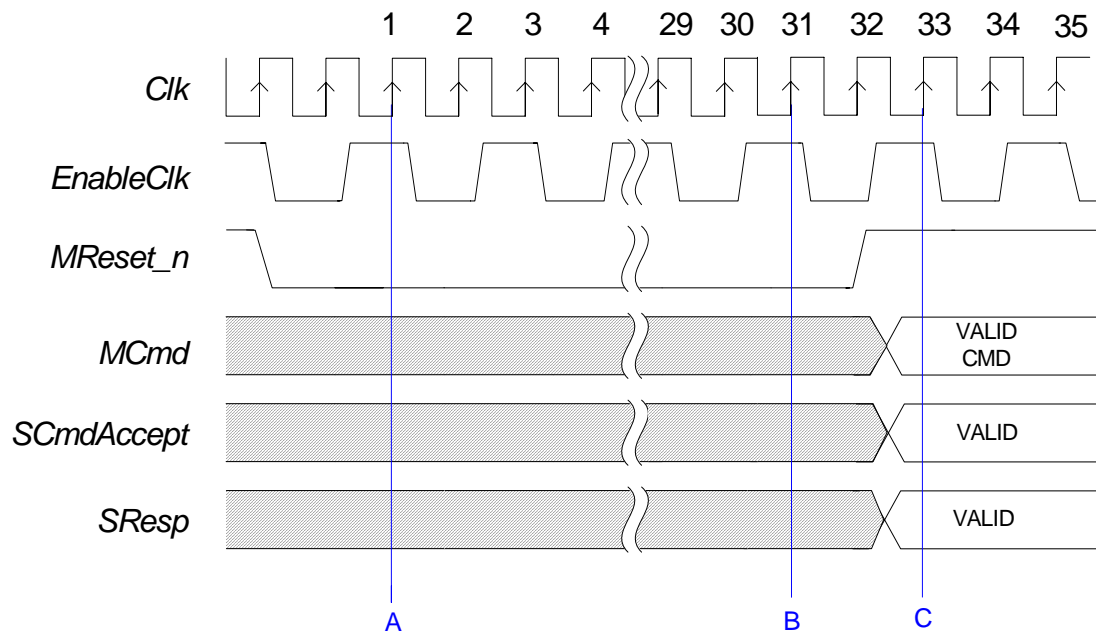 1 2 3 4 29 30 31 32 33 34 35
Clk
EnableClk
MReset_n
MCmd
VALID
CMD
SCmdAccept
VALID
SResp
VALID
A B C